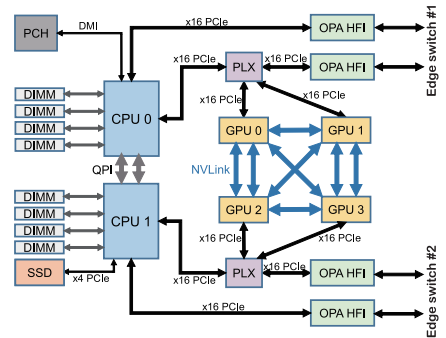 x16 PCIe
OPA HFI
Edge switch #1
PCH
DMI
x16 PCIe
PLX
x16 PCIe
OPA HFI
x16 PCIe
x16 PCIe
DIMM
DIMM
DIMM
DIMM
CPU 0
GPU 0
GPU 1
QPI
NVLink
DIMM
DIMM
DIMM
DIMM
CPU 1
GPU 2
GPU 3
x16 PCIe
x16 PCIe
SSD
x4 PCIe
x16 PCIe
PLX
x16 PCIe
OPA HFI
Edge switch #2
x16 PCIe
OPA HFI